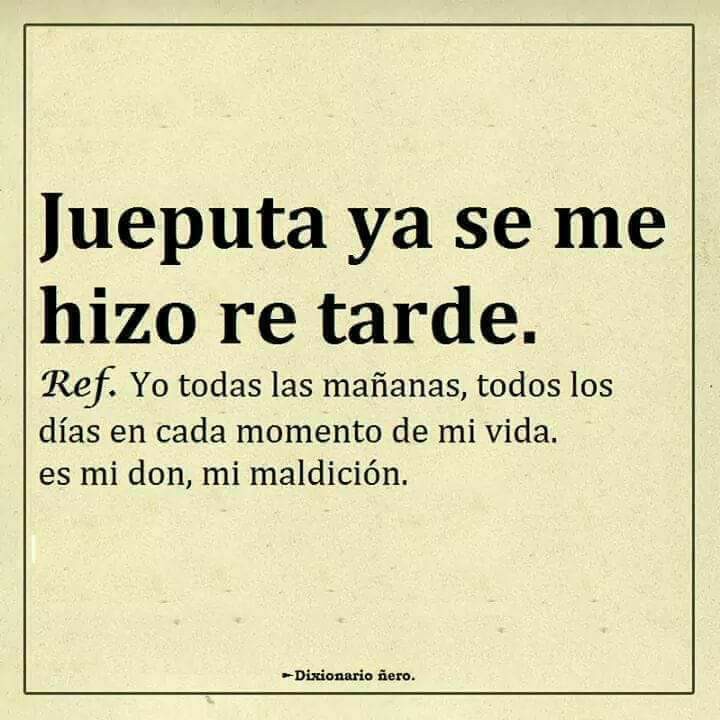 Jueputa ya se me
hizo re tarde.
Ref. Yo todas las mañanas, todos los
días en cada momento de mi vida.
es mi don, mi maldición.
►Dixionario ñero.